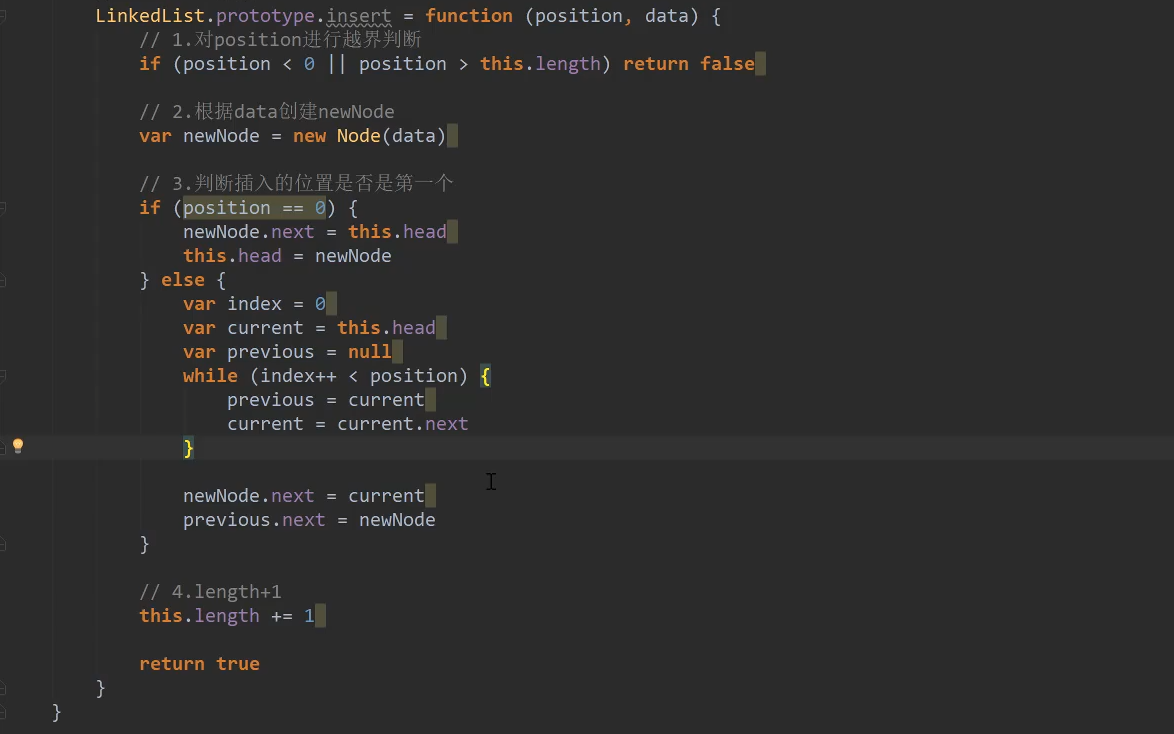 LinkedList.prototype.insert = function (position, data) {
// 1.对position进行越界判断
if (position < 0 || position > this.length) return false
// 2.根据data创建newNode
var newNode = new Node(data)
// 3.判断插入的位置是否是第一个
if (position == 0) {
newNode.next = this.head
this.head = newNode
} else {
var index = 0
var current = this.head
var previous = null
while (index++ < position) {
previous = current
current = current.next
}
newNode.next = current
previous.next = newNode
}
// 4.length+1
this.length += 1
return true
}
}